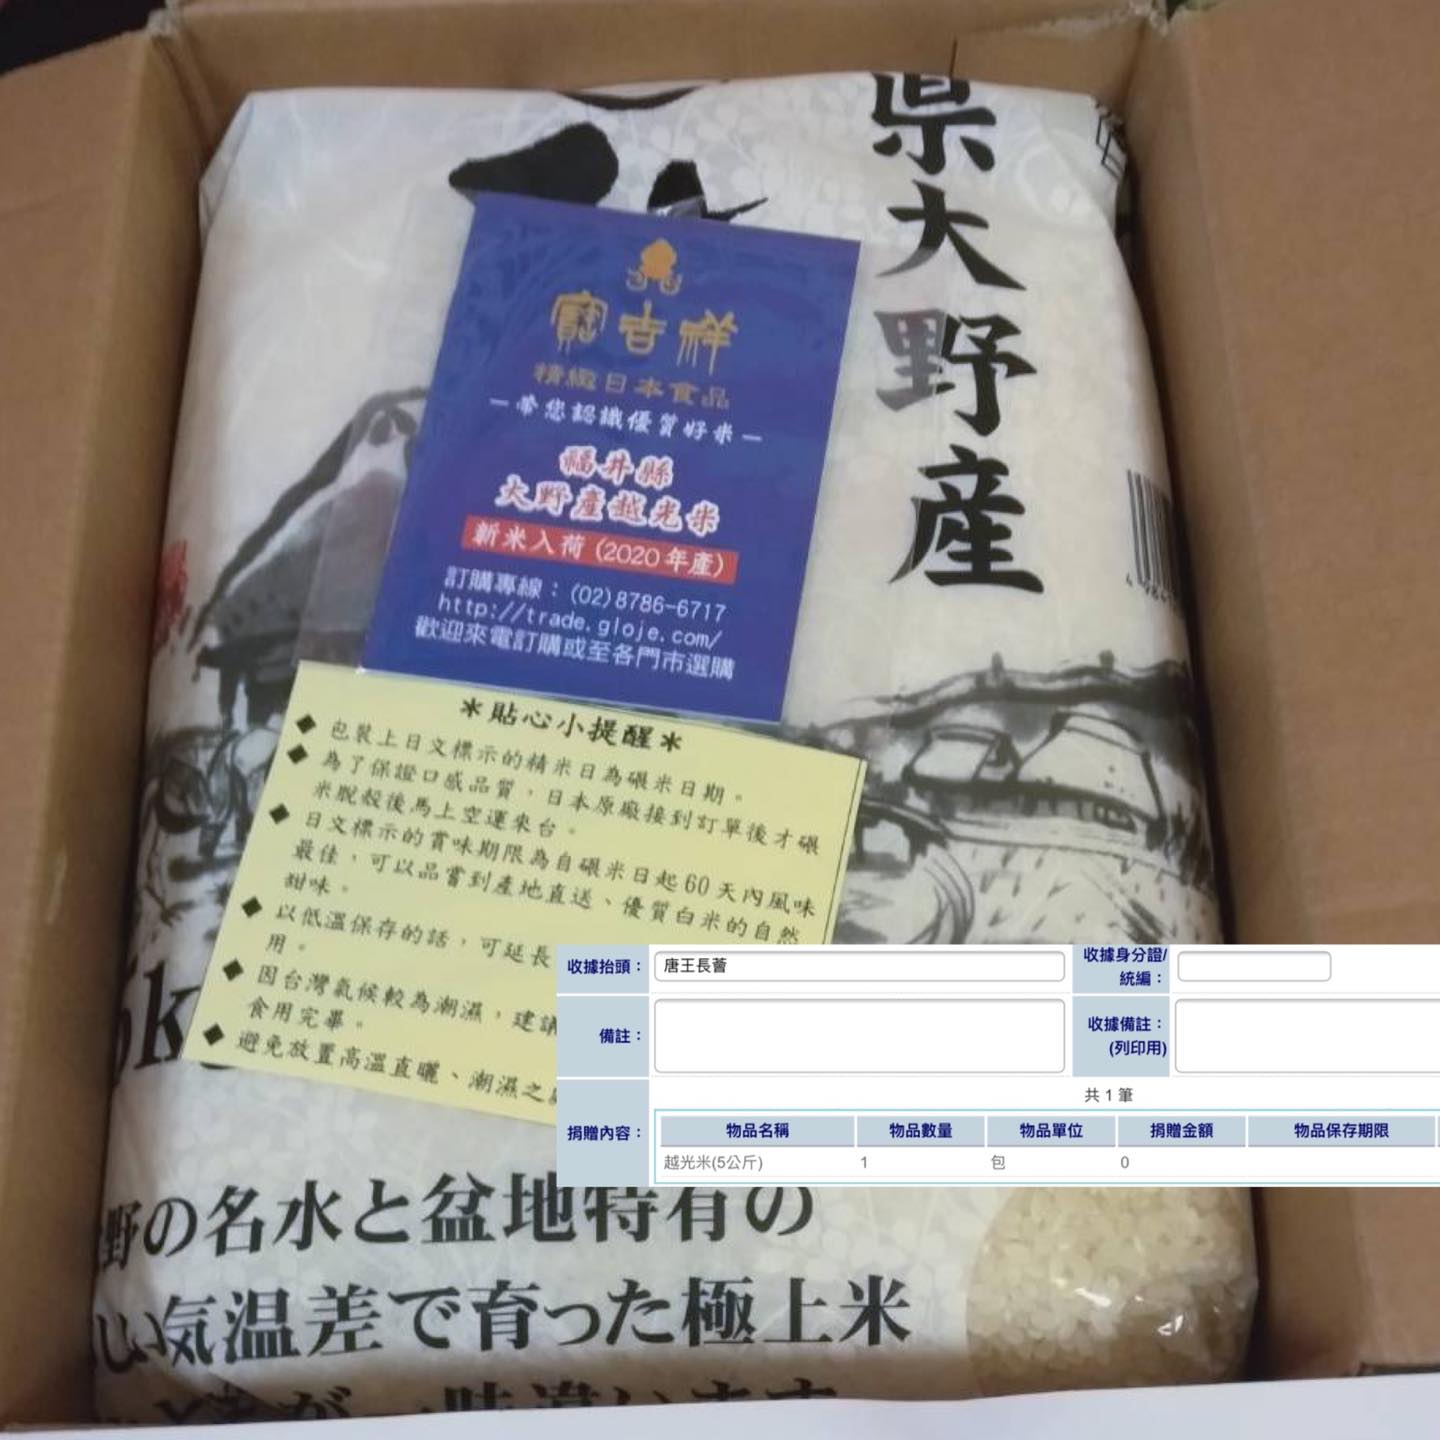 県大野産
寶吉祥
精緻日本食品
－帶您認識優質好米－
福井縣
大野產越光米
新米入荷 (2020年產)
訂購專線：(02)8786-6717
http://trade.gloje.com/
歡迎來電訂購或至各門市選購
＊貼心小提醒＊
◆ 包裝上日文標示的精米日為碾米日期。
◆ 為了保證口感品質，日本原廠接到訂單後才碾
米脫殼後馬上空運來台。
◆ 日文標示的賞味期限為自碾米日起60天內風味
最佳，可以品嘗到產地直送、優質白米的自然
甜味。
◆ 以低溫保存的話，可延長
用。
◆ 因台灣氣候較為潮濕，建議
食用完畢。
◆ 避免放置高溫直曬、潮濕之
野の名水と盆地特有の
しい気温差で育った極上米
収據抬頭：
唐王長薈
收據身分證/
統編：
備註：
收據備註：
(列印用)
共 1 筆
捐贈內容：
物品名稱 物品數量 物品單位 捐贈金額 物品保存期限
越光米(5公斤) 1 包 0